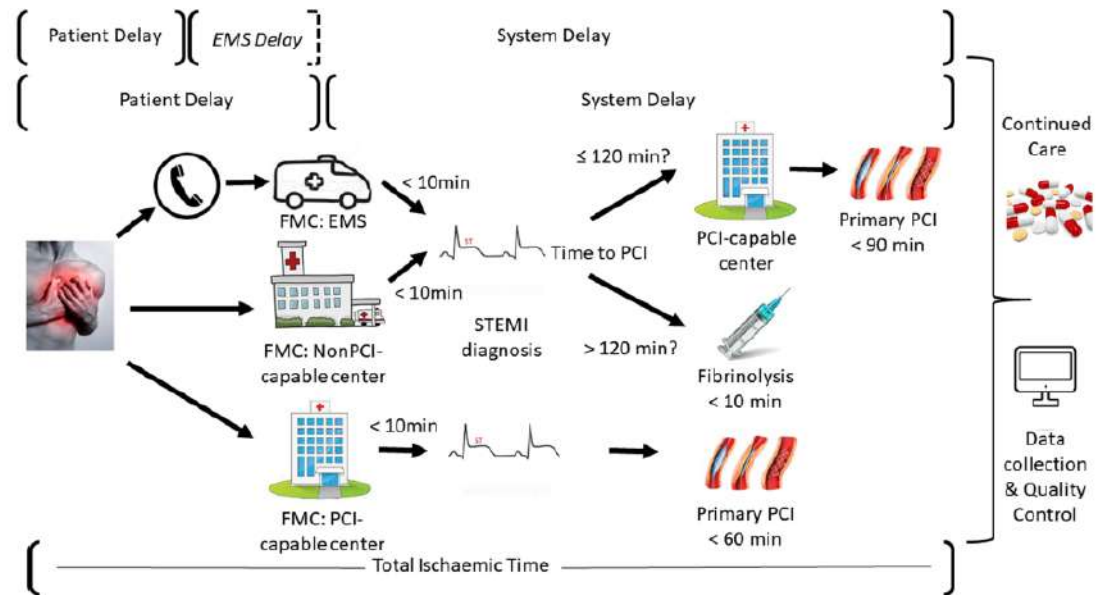 Patient Delay
EMS Delay
System Delay
Patient Delay
System Delay
< 10min
FMC: EMS
< 10min
FMC: NonPCI-
capable center
< 10min
FMC: PCI-
capable center
ST
STEMI
diagnosis
ST
Time to PCI
≤ 120 min?
> 120 min?
PCI-capable
center
Primary PCI
< 90 min
Fibrinolysis
< 10 min
Primary PCI
< 60 min
Continued
Care
Data
collection
& Quality
Control
Total Ischaemic Time